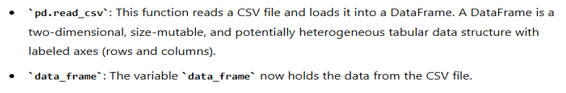 • `pd.read_csv`: This function reads a CSV file and loads it into a DataFrame. A DataFrame is a
two-dimensional, size-mutable, and potentially heterogeneous tabular data structure with
labeled axes (rows and columns).
• `data_frame`: The variable `data_frame` now holds the data from the CSV file.